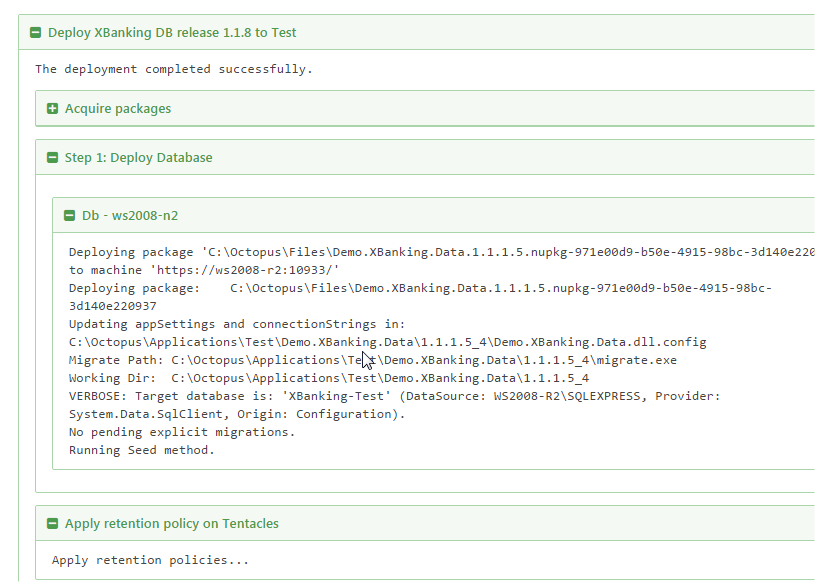 Deploy XBanking DB release 1.1.8 to Test
The deployment completed successfully.
Acquire packages
Step 1: Deploy Database
Db - ws2008-n2
Deploying package 'C:\Octopus\Files\Demo.XBanking.Data.1.1.1.5.nupkg-971e00d9-b50e-4915-98bc-3d140e220
to machine 'https://ws2008-r2:10933/'
Deploying package:    C:\Octopus\Files\Demo.XBanking.Data.1.1.1.5.nupkg-971e00d9-b50e-4915-98bc-
3d140e220937
Updating appSettings and connectionStrings in:
C:\Octopus\Applications\Test\Demo.XBanking.Data\1.1.1.5_4\Demo.XBanking.Data.dll.config
Migrate Path: C:\Octopus\Applications\Test\Demo.XBanking.Data\1.1.1.5_4\migrate.exe
Working Dir:  C:\Octopus\Applications\Test\Demo.XBanking.Data\1.1.1.5_4
VERBOSE: Target database is: 'XBanking-Test' (DataSource: WS2008-R2\SQLEXPRESS, Provider:
System.Data.SqlClient, Origin: Configuration).
No pending explicit migrations.
Running Seed method.
Apply retention policy on Tentacles
Apply retention policies...